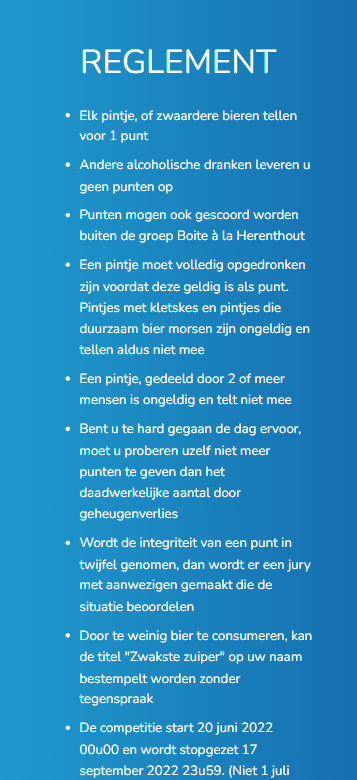 REGLEMENT
• Elk pintje, of zwaardere bieren tellen
voor 1 punt
• Andere alcoholische dranken leveren u
geen punten op
• Punten mogen ook gescoord worden
buiten de groep Boite à la Herenthout
• Een pintje moet volledig opgedronken
zijn voordat deze geldig is als punt.
Pintjes met kletskes en pintjes die
duurzaam bier morsen zijn ongeldig en
tellen aldus niet mee
• Een pintje, gedeeld door 2 of meer
mensen is ongeldig en telt niet mee
• Bent u te hard gegaan de dag ervoor,
moet u proberen uzelf niet meer
punten te geven dan het
daadwerkelijke aantal door
geheugenverlies
• Wordt de integriteit van een punt in
twijfel genomen, dan wordt er een jury
met aanwezigen gemaakt die de
situatie beoordelen
• Door te weinig bier te consumeren, kan
de titel "Zwakste zuiper" op uw naam
bestempelt worden zonder
tegenspraak
• De competitie start 20 juni 2022
00u00 en wordt stopgezet 17
september 2022 23u59. (Niet 1 juli